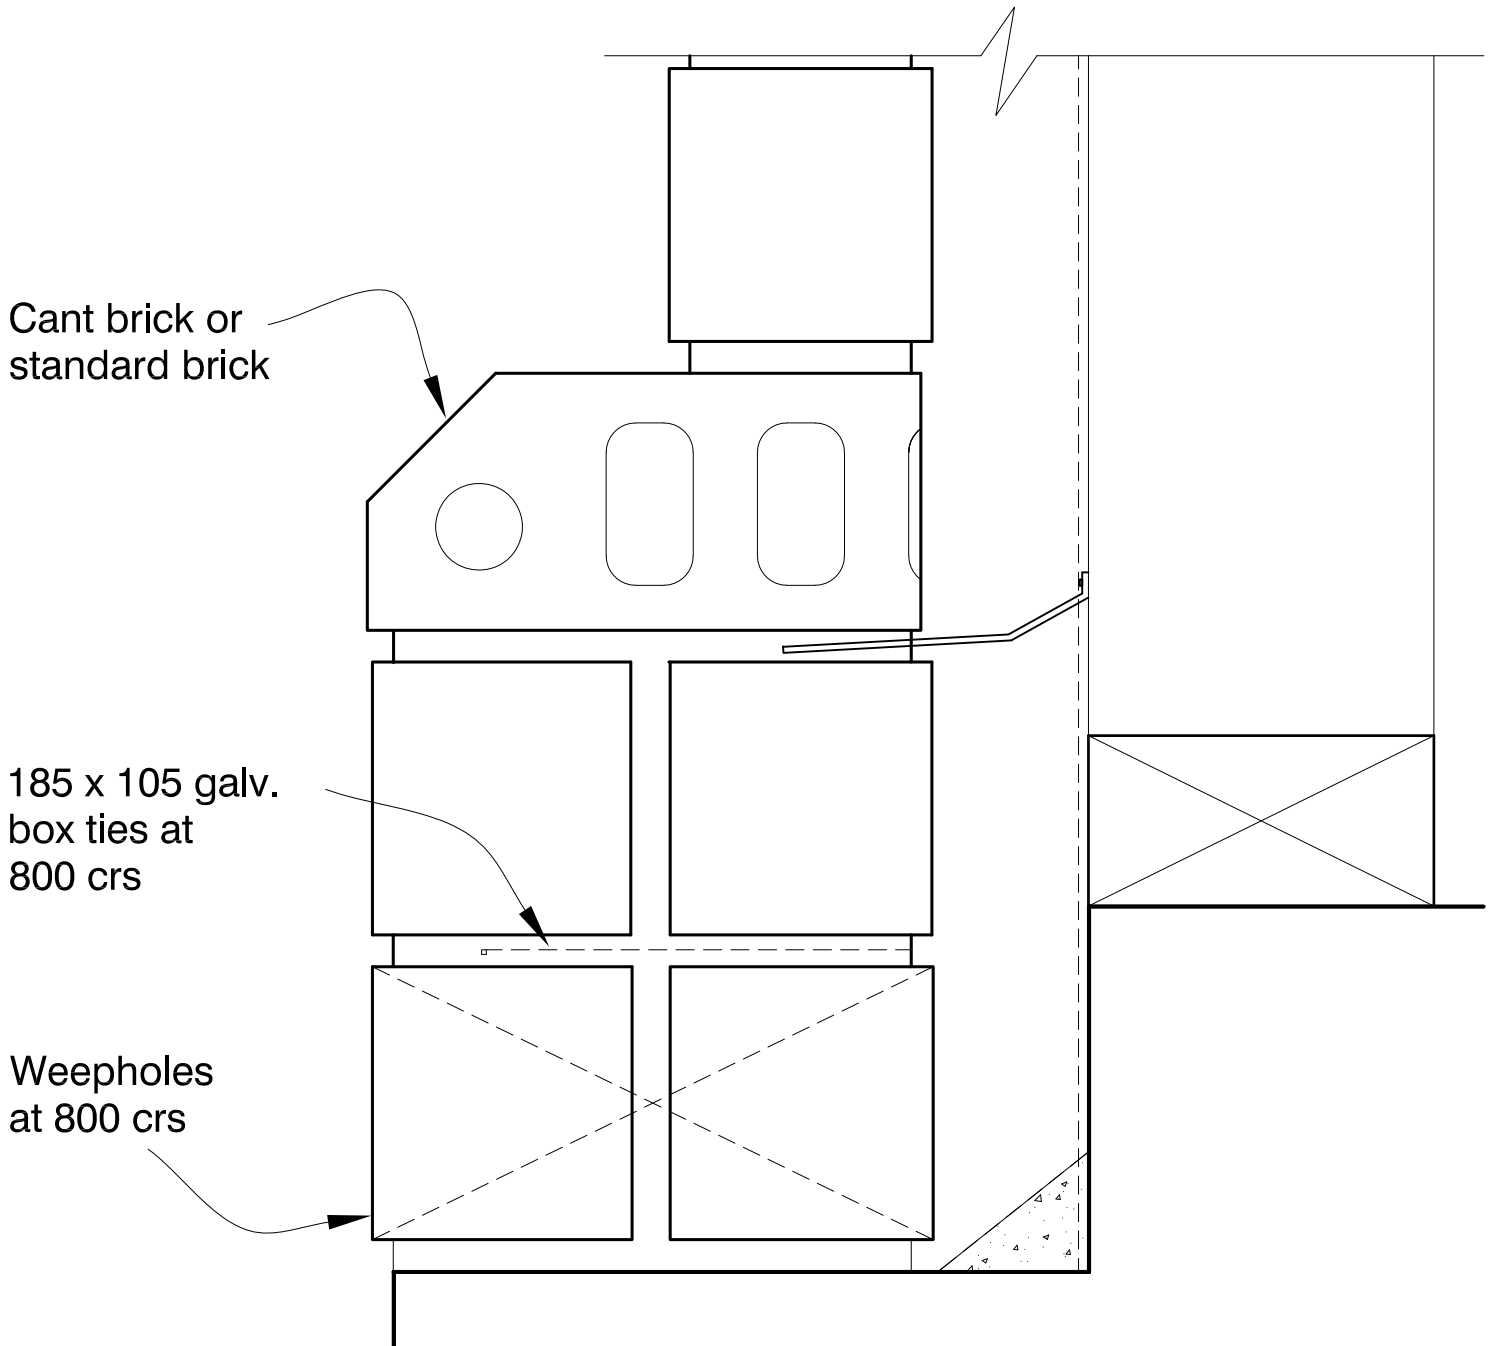 Cant brick or
standard brick
185 x 105 galv.
box ties at
800 crs
Weepholes
at 800 crs